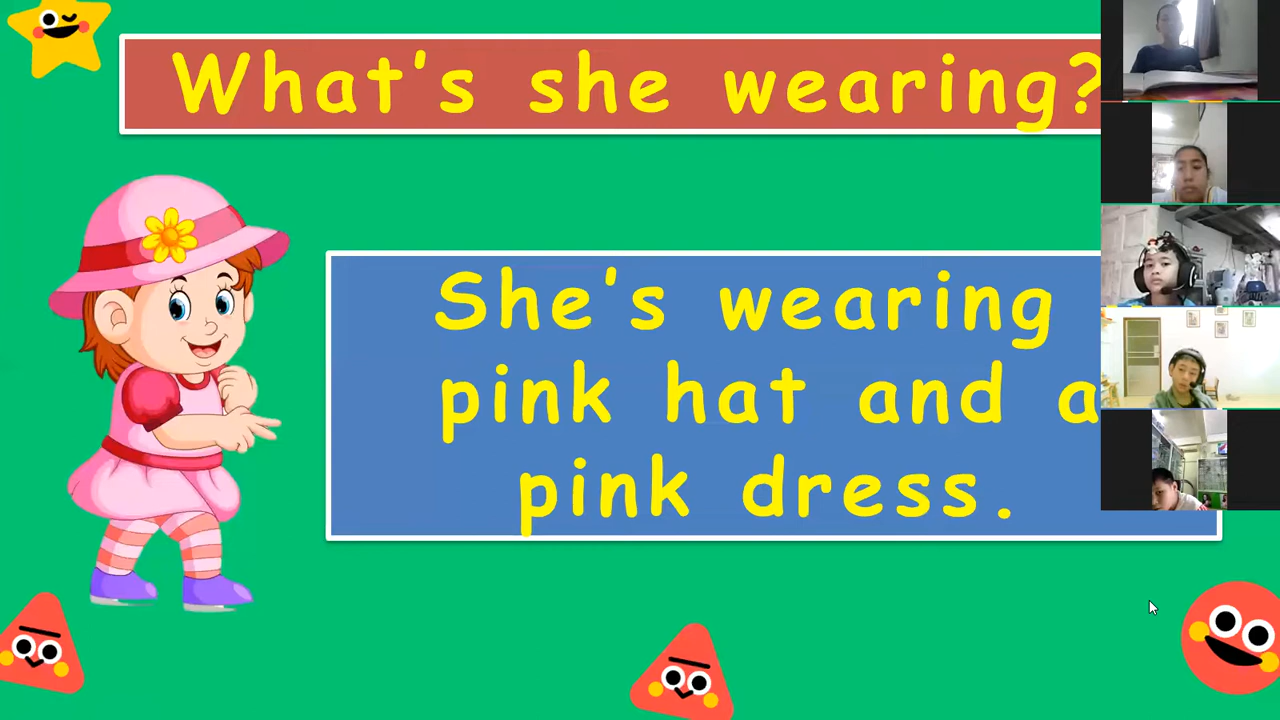 What's she wearing?
She's wearing
pink hat and a
pink dress.